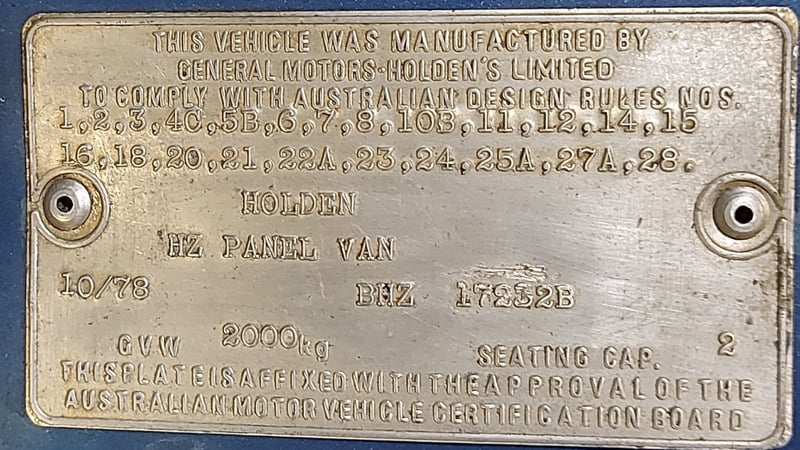 THIS VEHICLE WAS MANUFACTURED BY
GENERAL MOTORS-HOLDEN'S LIMITED
TO COMPLY WITH AUSTRALIAN DESIGN RULES NOS.
1,2,3,4C,5B,6,7,8,10B,11,12,14,15
16,18,20,21,22A,23,24,25A,27A,28.
HOLDEN
HZ PANEL VAN
10/78 BHZ 17232B
GVW 2000kg SEATING CAP. 2
THIS PLATE IS AFFIXED WITH THE APPROVAL OF THE
AUSTRALIAN MOTOR VEHICLE CERTIFICATION BOARD